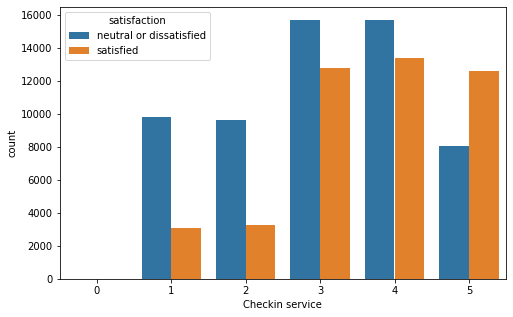 satisfaction
neutral or dissatisfied
satisfied
16000
14000
12000
10000
8000
6000
4000
2000
0
count
0 1 2 3 4 5
Checkin service